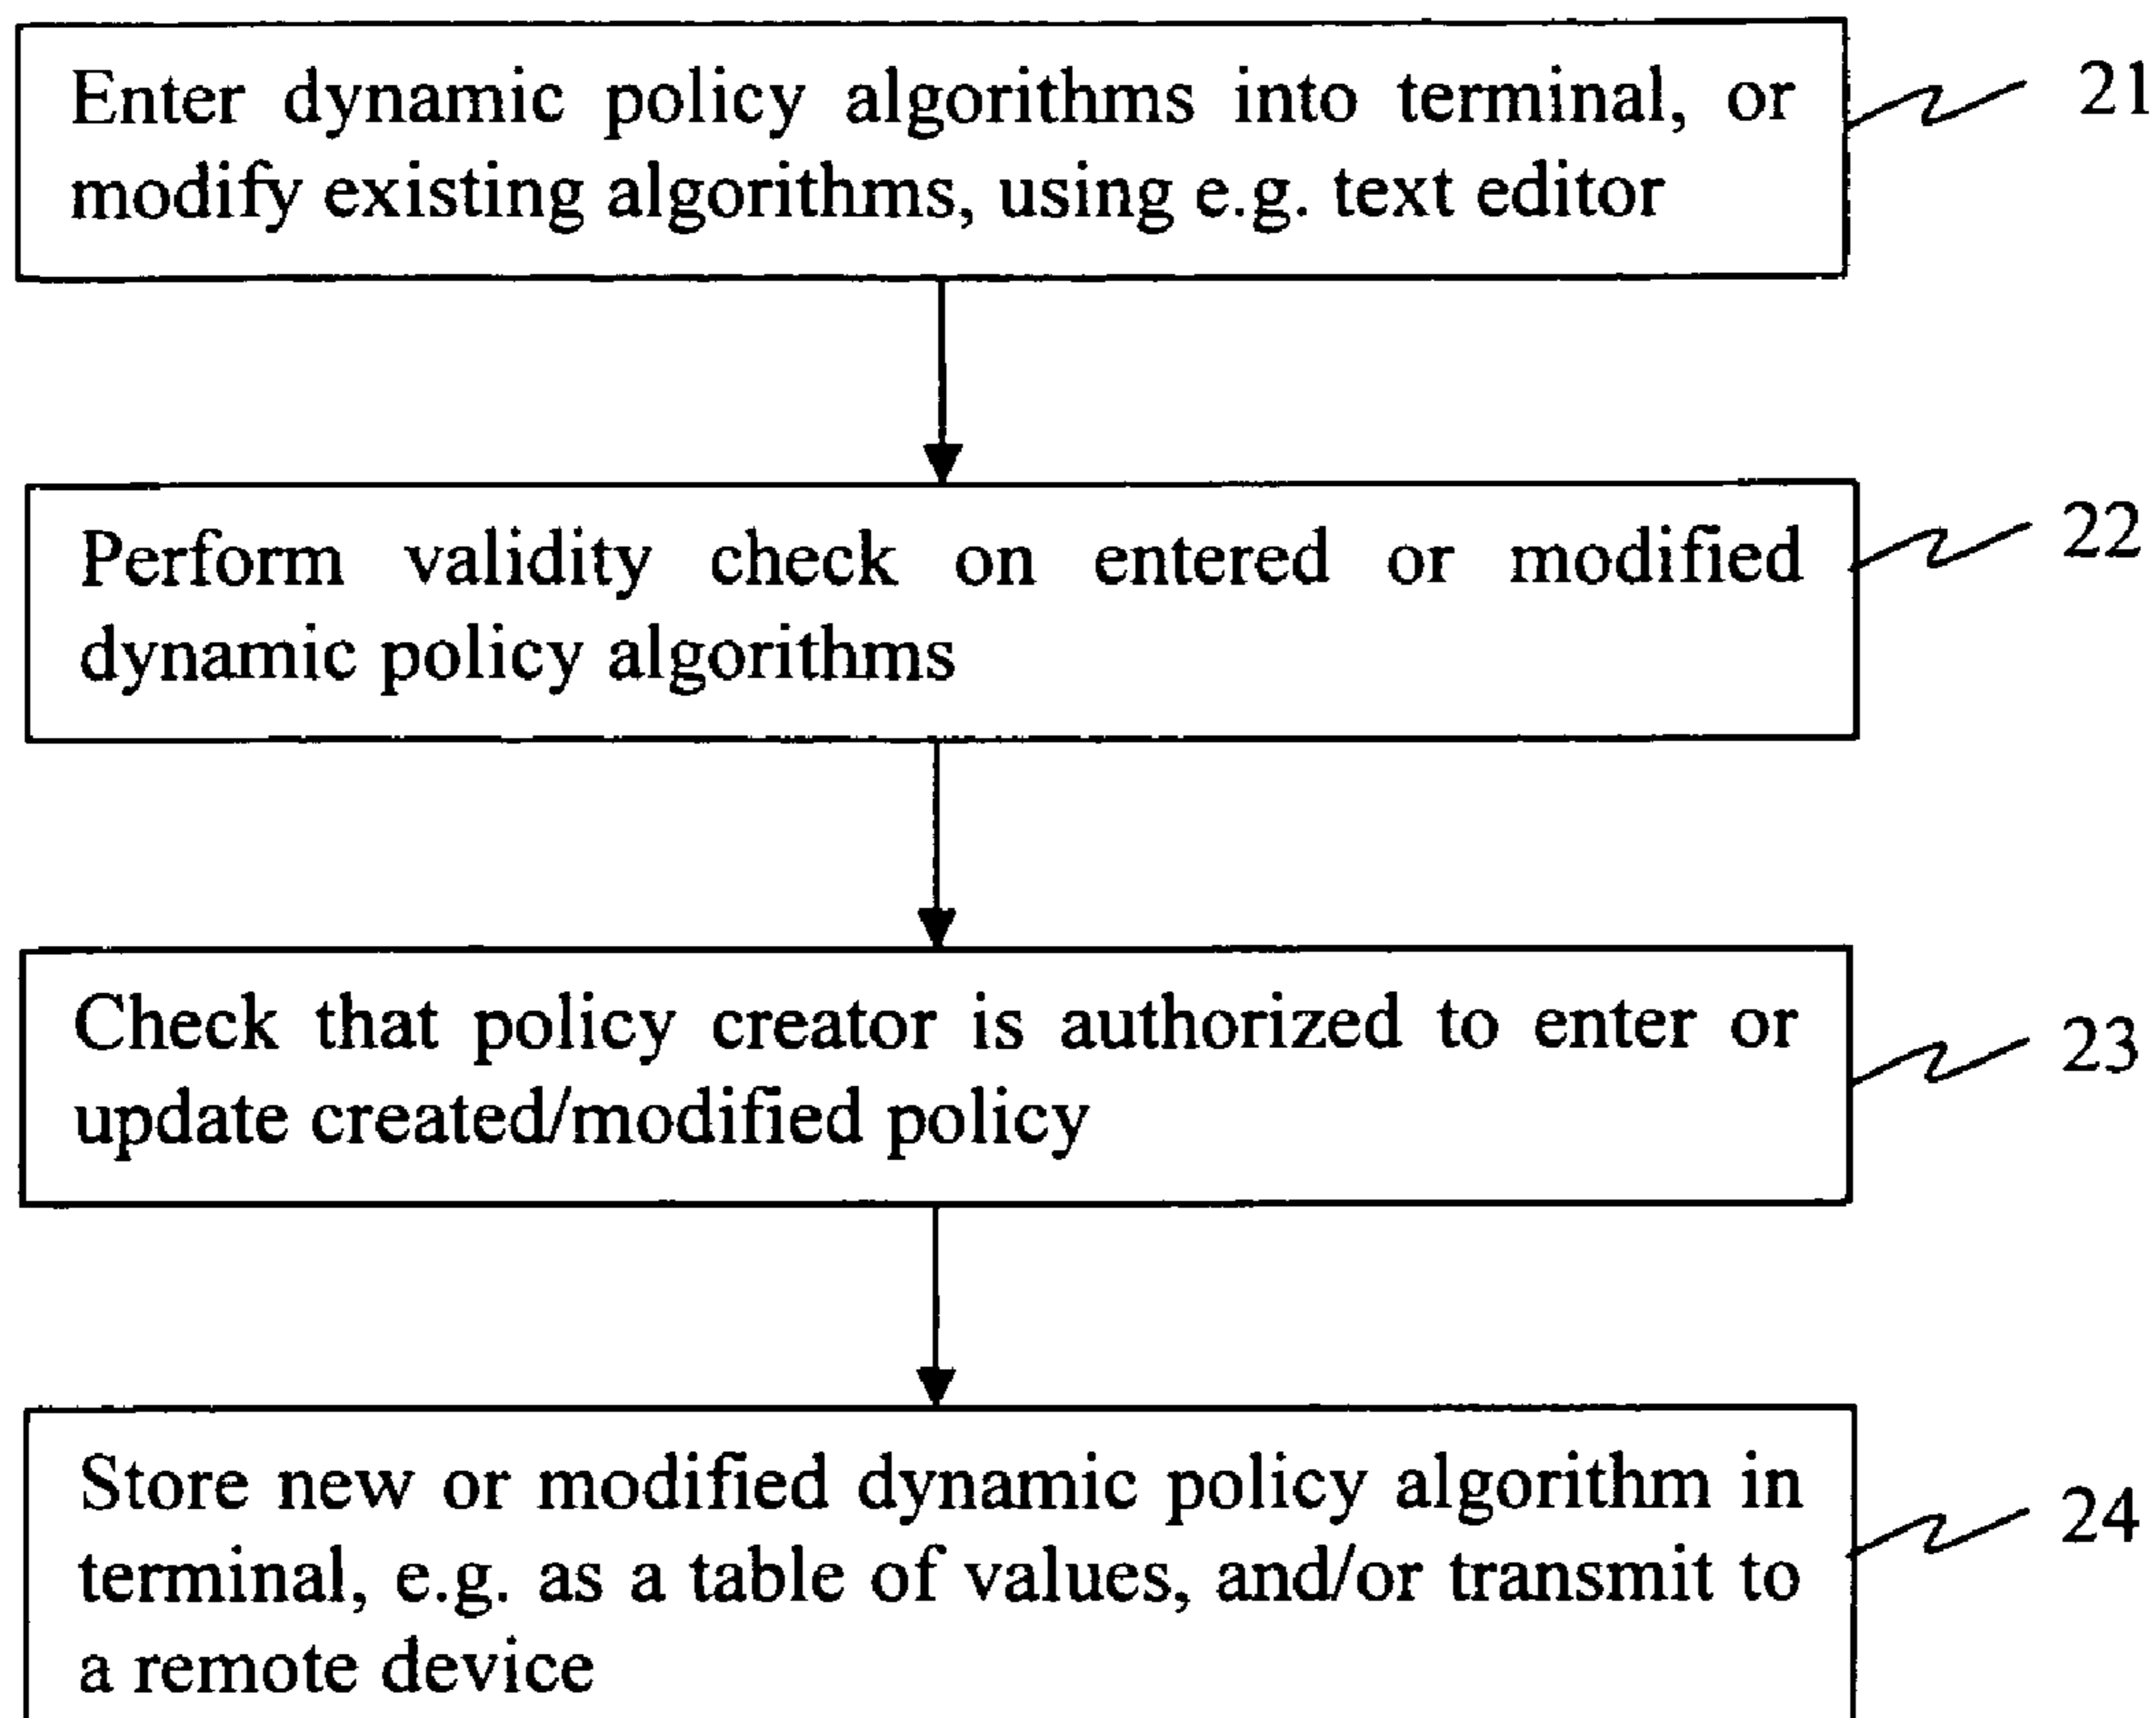 Enter dynamic policy algorithms into terminal, or
modify existing algorithms, using e.g. text editor
21
Perform validity check on entered or modified
dynamic policy algorithms
22
Check that policy creator is authorized to enter or
update created/modified policy
23
Store new or modified dynamic policy algorithm in
terminal, e.g. as a table of values, and/or transmit to
a remote device
24